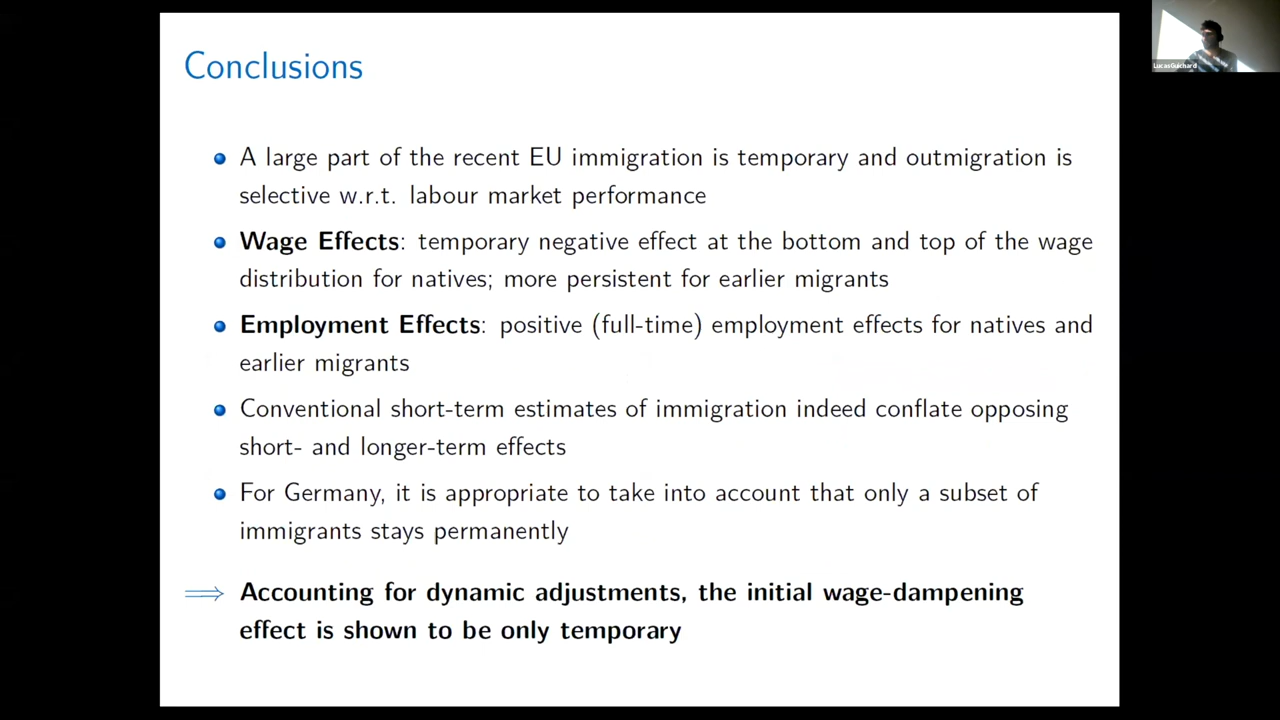 Conclusions
A large part of the recent EU immigration is temporary and outmigration is
selective w.r.t. labour market performance
Wage Effects: temporary negative effect at the bottom and top of the wage
distribution for natives; more persistent for earlier migrants
Employment Effects: positive (full-time) employment effects for natives and
earlier migrants
Conventional short-term estimates of immigration indeed conflate opposing
short- and longer-term effects
For Germany, it is appropriate to take into account that only a subset of
immigrants stays permanently
⟹ Accounting for dynamic adjustments, the initial wage-dampening
effect is shown to be only temporary
LucasGuichard